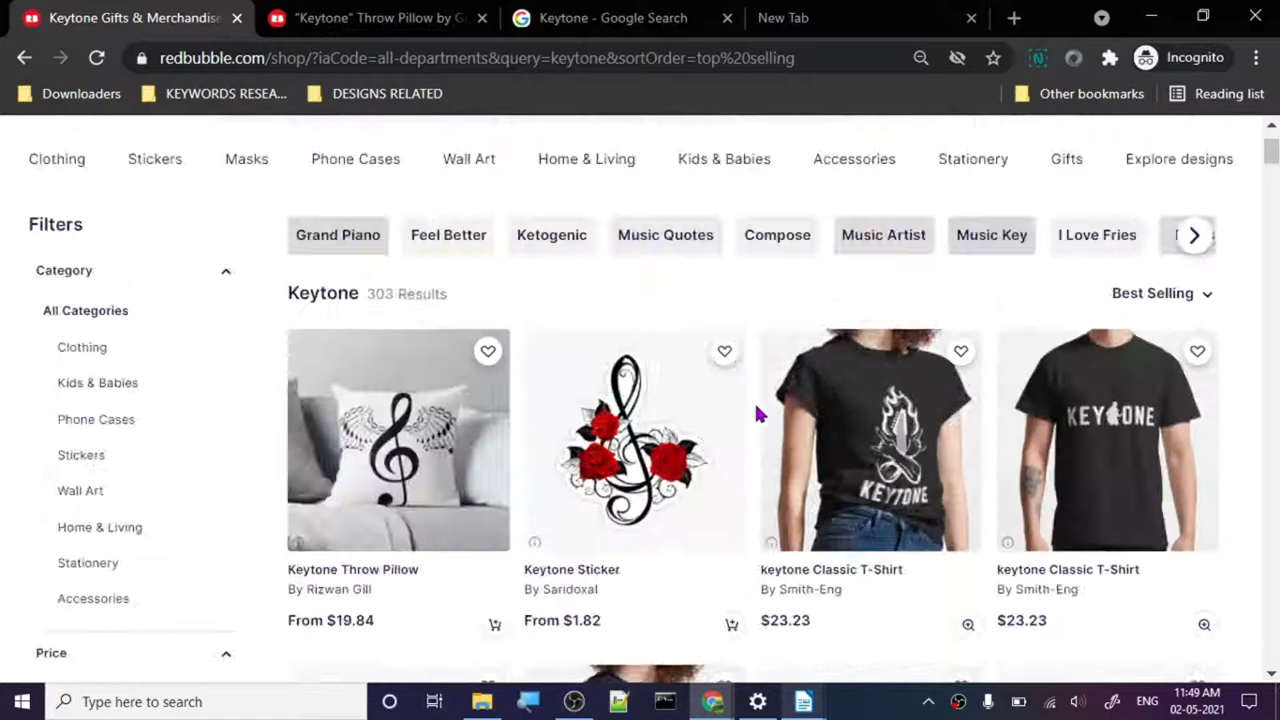 Keytone Gifts & Merchandise
"Keytone" Throw Pillow by G
Keytone - Google Search
New Tab
redbubble.com/shop/?iaCode=all-departments&query=keytone&sortOrder=top%20selling
Incognito
Downloaders
KEYWORDS RESEA...
DESIGNS RELATED
Other bookmarks
Reading list
Clothing
Stickers
Masks
Phone Cases
Wall Art
Home & Living
Kids & Babies
Accessories
Stationery
Gifts
Explore designs
Filters
Grand Piano
Feel Better
Ketogenic
Music Quotes
Compose
Music Artist
Music Key
I Love Fries
Category
Keytone 303 Results
Best Selling
All Categories
Clothing
Kids & Babies
Phone Cases
Stickers
Wall Art
Home & Living
Stationery
Accessories
Price
KEYTONE
Keytone Throw Pillow
By Rizwan Gill
From $19.84
Keytone Sticker
By Saridoxal
From $1.82
keytone Classic T-Shirt
By Smith-Eng
$23.23
keytone Classic T-Shirt
By Smith-Eng
$23.23
Type here to search
ENG
11:49 AM
02-05-2021